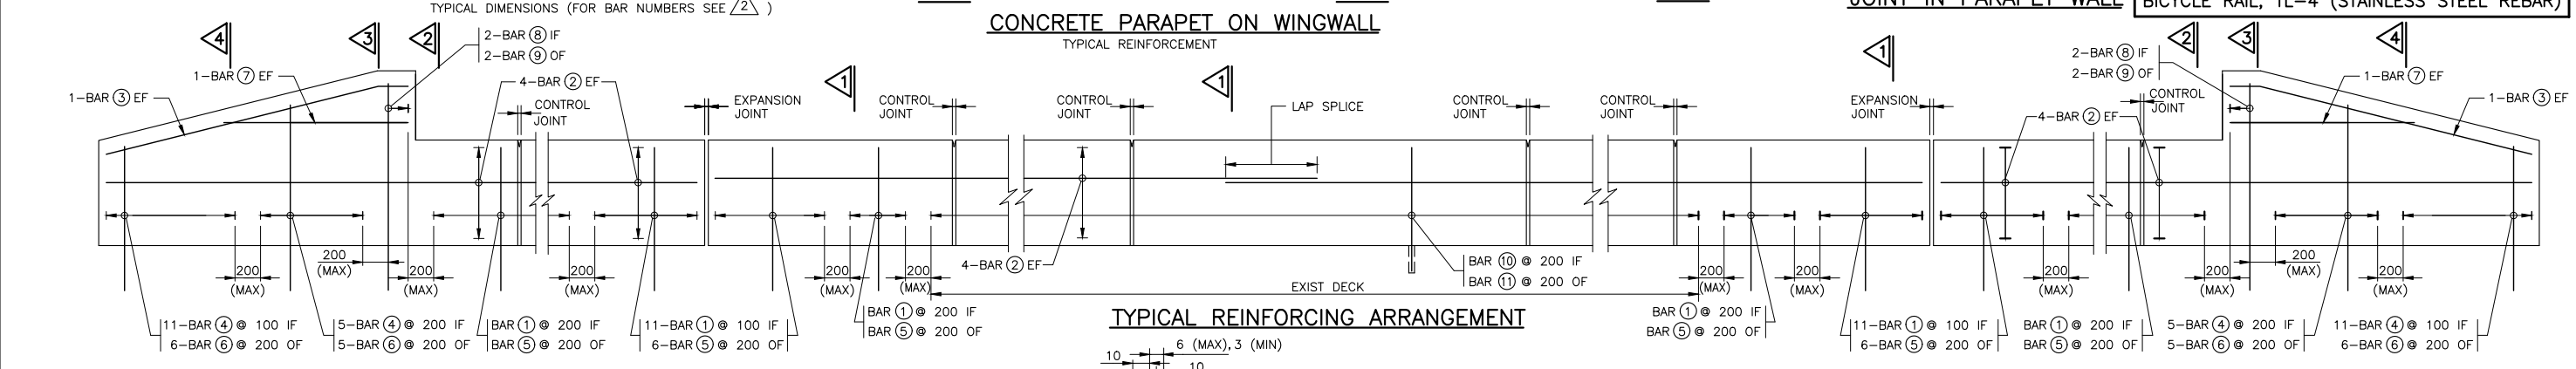 TYPICAL DIMENSIONS (FOR BAR NUMBERS SEE 2 )
CONCRETE PARAPET ON WINGWALL
TYPICAL REINFORCEMENT
JOINT IN PARAPET WALL
BICYCLE RAIL, TL-4 (STAINLESS STEEL REBAR)
4
3
2
1
1
1
2
3
4
2-BAR 8 IF
2-BAR 9 OF
1-BAR 7 EF
1-BAR 3 EF
4-BAR 2 EF
CONTROL
JOINT
EXPANSION
JOINT
CONTROL
JOINT
CONTROL
JOINT
LAP SPLICE
CONTROL
JOINT
CONTROL
JOINT
EXPANSION
JOINT
4-BAR 2 EF
CONTROL
JOINT
2-BAR 8 IF
2-BAR 9 OF
1-BAR 7 EF
1-BAR 3 EF
200
(MAX)
200
(MAX)
200
(MAX)
200
(MAX)
200
(MAX)
200
(MAX)
4-BAR 2 EF
BAR 10 @ 200 IF
BAR 11 @ 200 OF
EXIST DECK
200
(MAX)
200
(MAX)
200
(MAX)
200
(MAX)
200
(MAX)
200
(MAX)
11-BAR 4 @ 100 IF
6-BAR 6 @ 200 OF
5-BAR 4 @ 200 IF
5-BAR 6 @ 200 OF
BAR 1 @ 200 IF
BAR 5 @ 200 OF
11-BAR 1 @ 100 IF
6-BAR 5 @ 200 OF
BAR 1 @ 200 IF
BAR 5 @ 200 OF
TYPICAL REINFORCING ARRANGEMENT
BAR 1 @ 200 IF
BAR 5 @ 200 OF
11-BAR 1 @ 100 IF
6-BAR 5 @ 200 OF
BAR 1 @ 200 IF
BAR 5 @ 200 OF
5-BAR 4 @ 200 IF
5-BAR 6 @ 200 OF
11-BAR 4 @ 100 IF
6-BAR 6 @ 200 OF
6 (MAX), 3 (MIN)
10
10